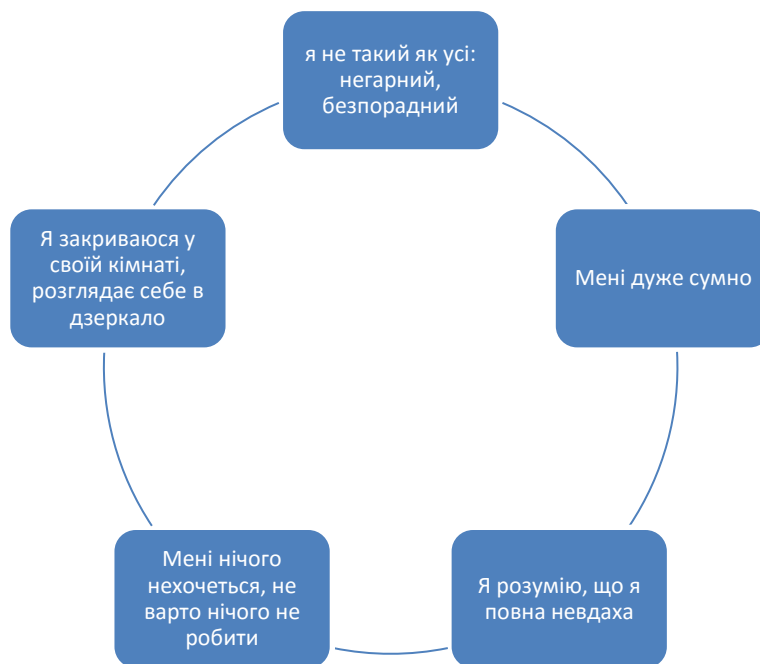 я не такий як усі:
негарний,
безпорадний
Мені дуже сумно
Я розумію, що я
повна невдаха
Мені нічого
нехочеться, не
варто нічого не
робити
Я закриваюся у
своїй кімнаті,
розглядає себе в
дзеркало